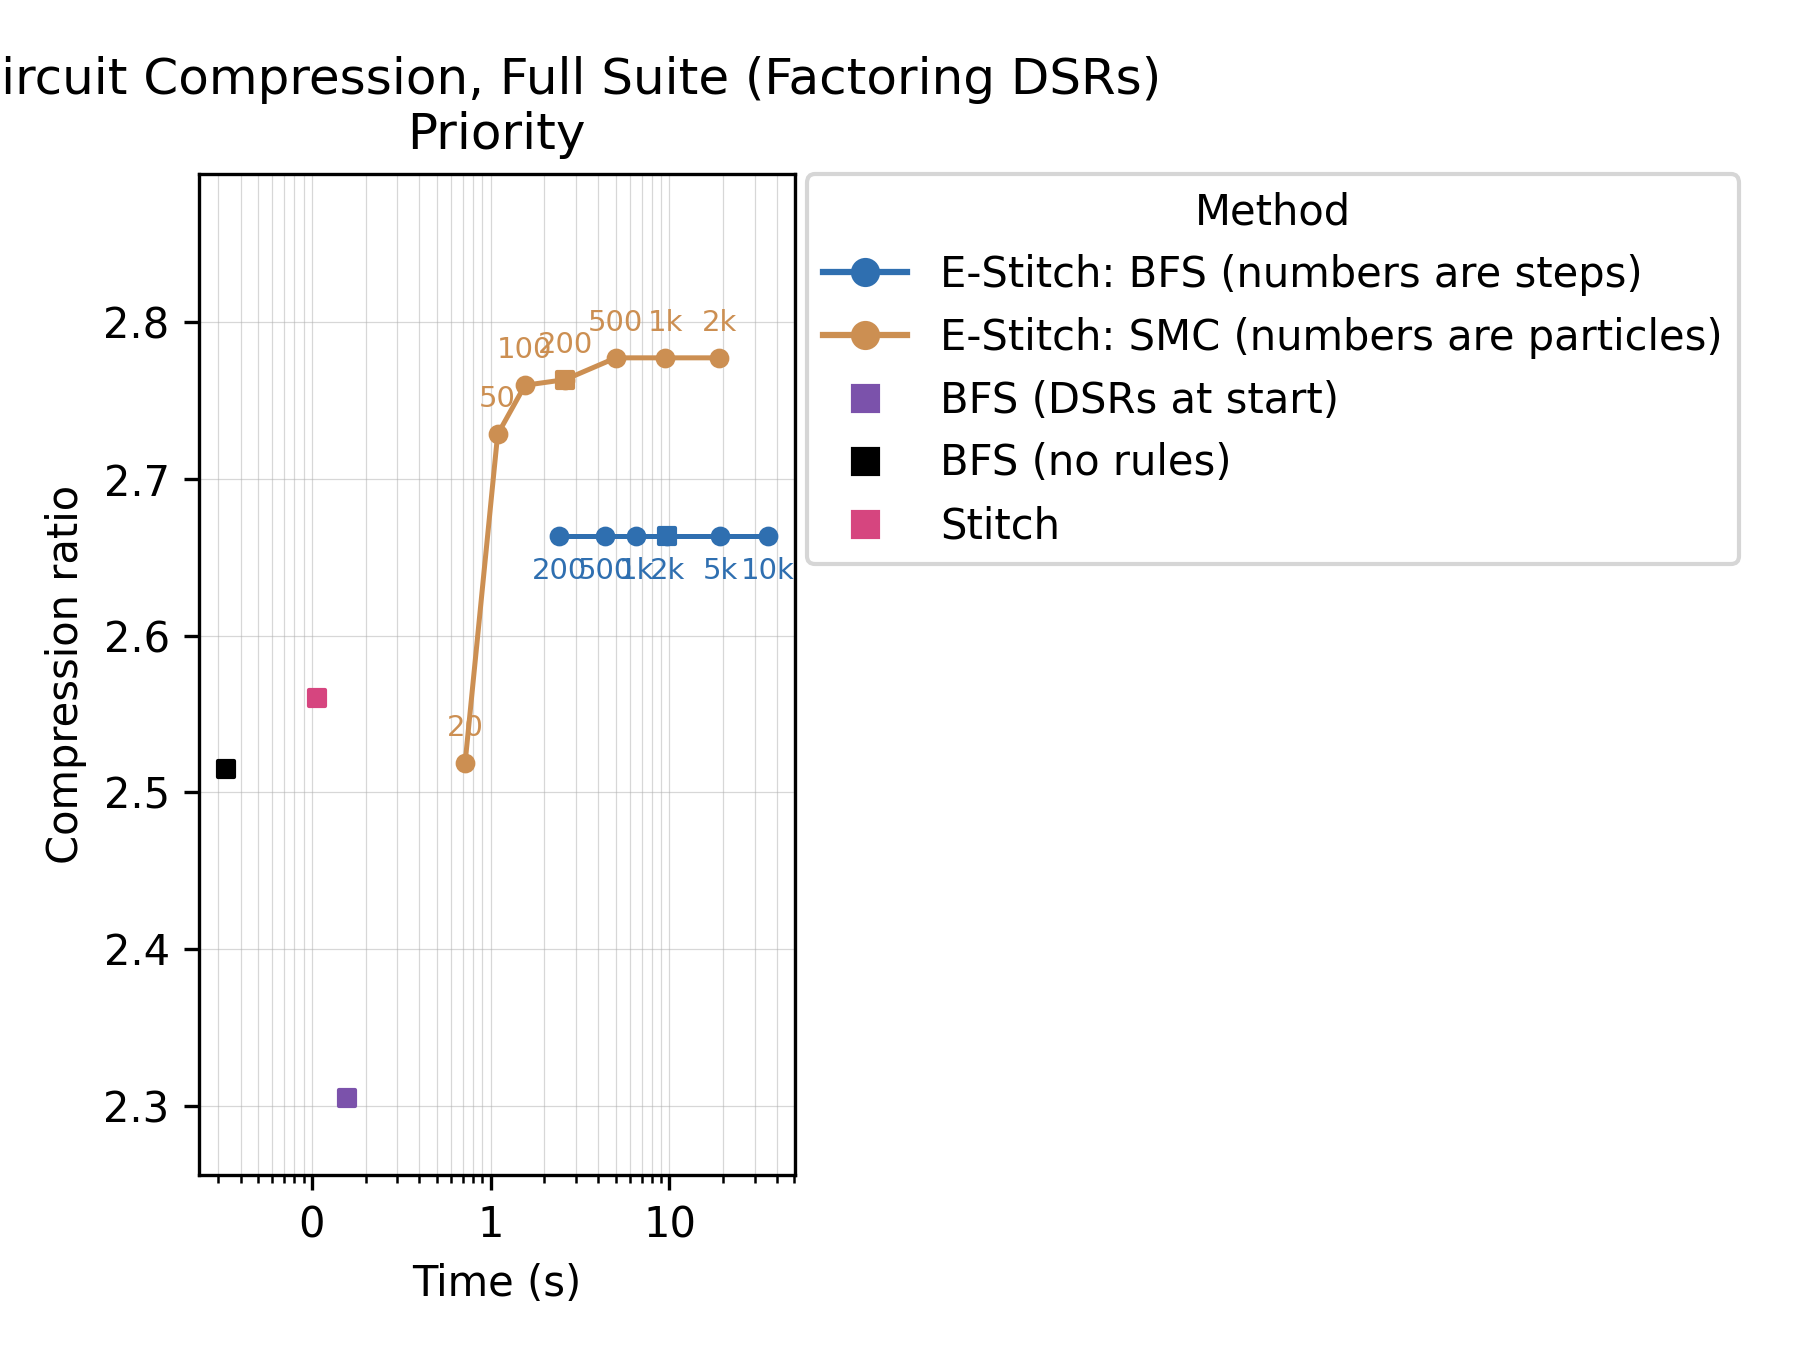 ircuit Compression, Full Suite (Factoring DSRs)
Priority
Method
E-Stitch: BFS (numbers are steps)
E-Stitch: SMC (numbers are particles)
BFS (DSRs at start)
BFS (no rules)
Stitch
Compression ratio
2.8
2.7
2.6
2.5
2.4
2.3
20
50
100
200
500
1k
2k
200
500
1k
2k
5k
10k
0
1
10
Time (s)